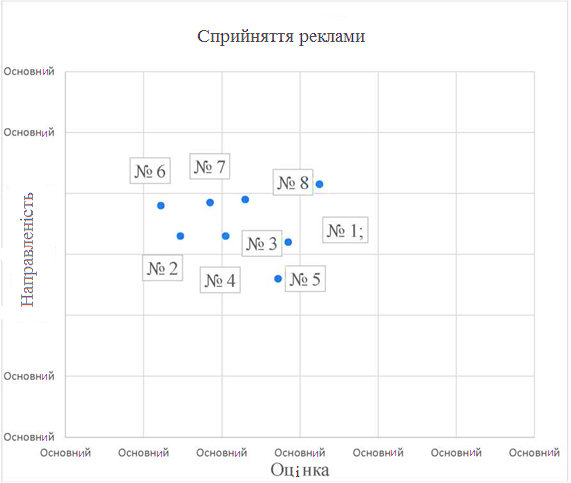 Сприйняття реклами
Основний
Основний
№ 6
№ 7
№ 8
Направленість
№ 1;
№ 3
№ 2
№ 4
№ 5
Основний
Основний
Основний Основний Основний Основний Основний Основний Основний
Оцінка